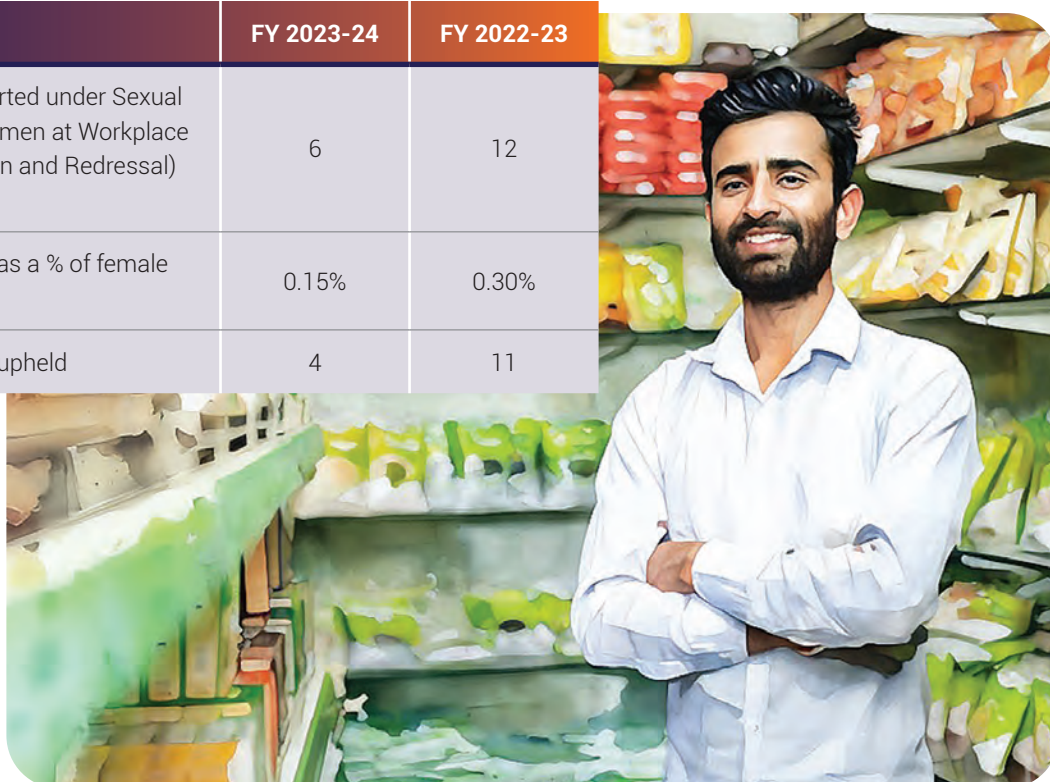 FY 2023-24 FY 2022-23
rted under Sexual
men at Workplace
n and Redressal)
6 12
as a % of female
0.15% 0.30%
upheld 4 11